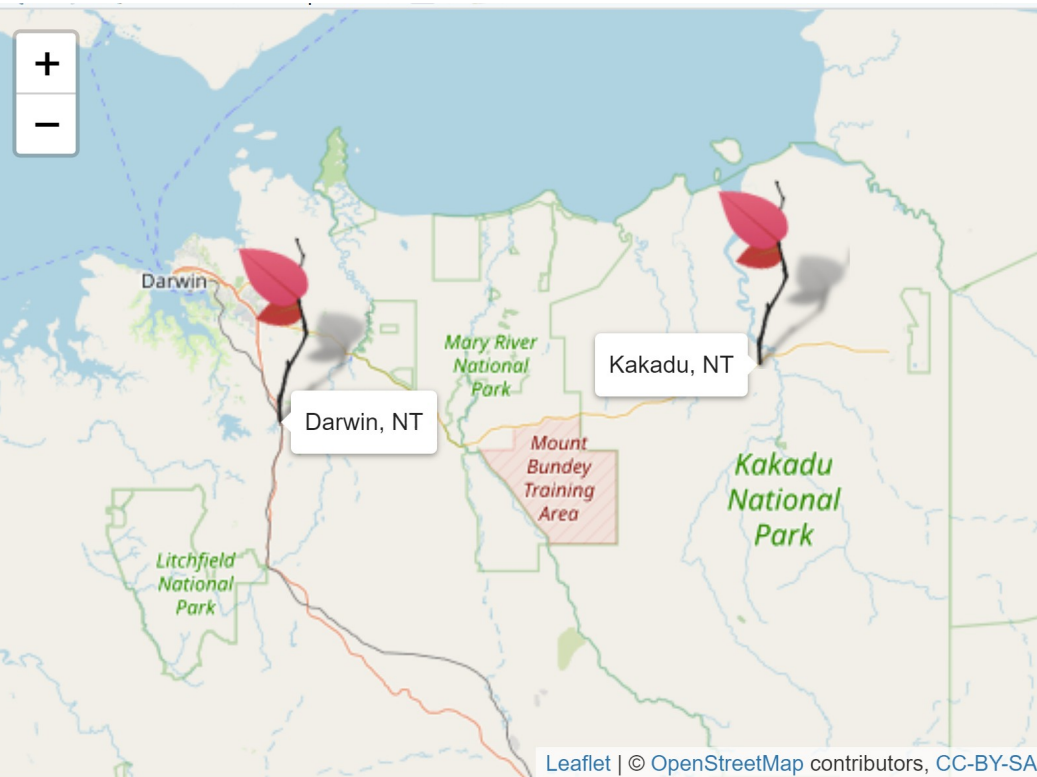 +
−
Darwin
Mary River
National
Park
Kakadu, NT
Darwin, NT
Mount
Bundey
Training
Area
Kakadu
National
Park
Litchfield
National
Park
Leaflet | © OpenStreetMap contributors, CC-BY-SA